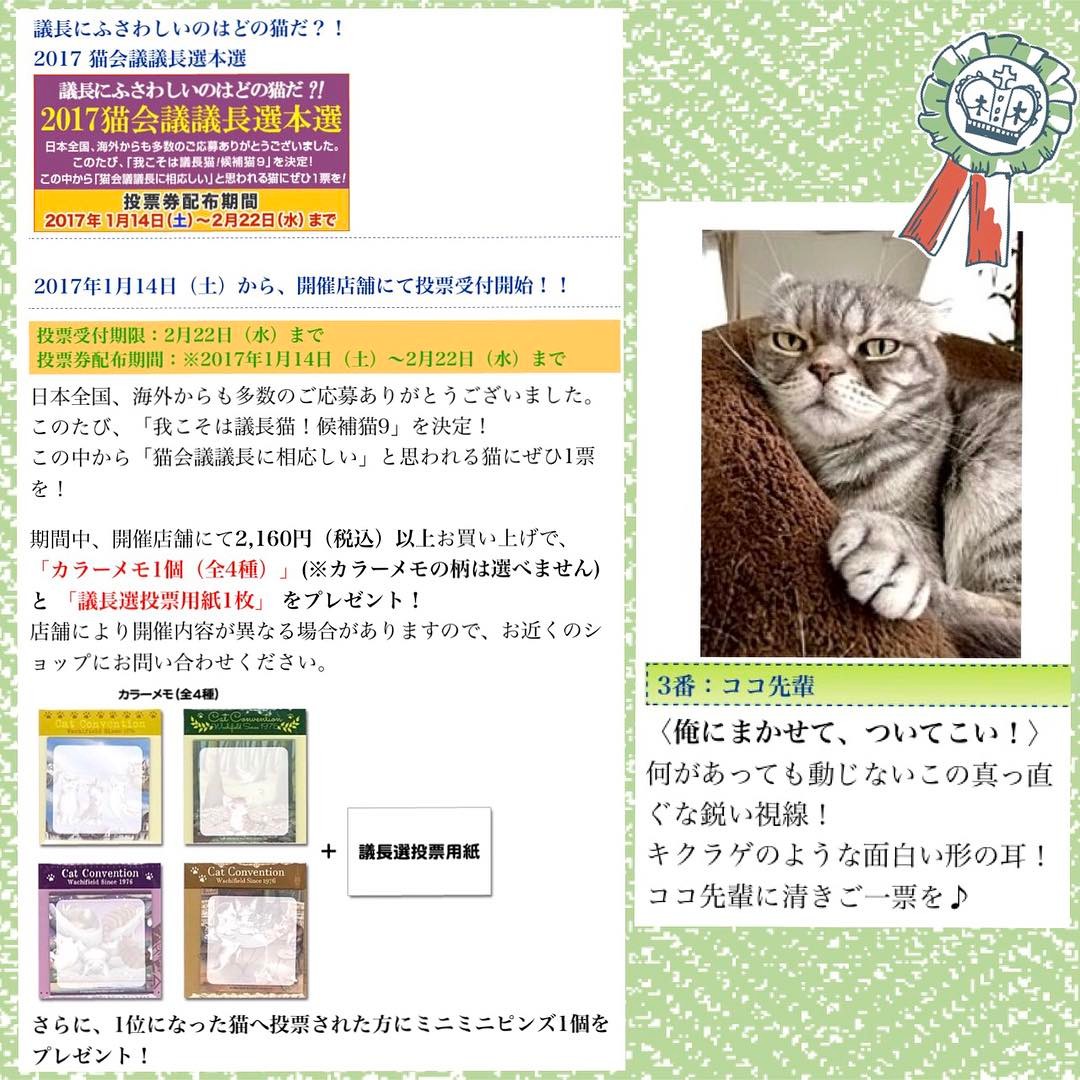 議長にふさわしいのはどの猫だ？！
2017 猫会議議長選本選
議長にふさわしいのはどの猫だ?!
2017猫会議議長選本選
日本全国、海外からも多数のご応募ありがとうございました。
このたび、「我こそは議長猫!候補猫9」を決定!
この中から「猫会議議長に相応しい」と思われる猫にぜひ1票を!
投票券配布期間
2017年 1月14日(土)～2月22日(水)まで
2017年1月14日（土）から、開催店舗にて投票受付開始！！
投票受付期限：2月22日（水）まで
投票券配布期間：※2017年1月14日（土）～2月22日（水）まで
日本全国、海外からも多数のご応募ありがとうございました。
このたび、「我こそは議長猫！候補猫9」を決定！
この中から「猫会議議長に相応しい」と思われる猫にぜひ1票
を！
期間中、開催店舗にて2,160円（税込）以上お買い上げで、
「カラーメモ1個（全4種）」(※カラーメモの柄は選べません)
と 「議長選投票用紙1枚」 をプレゼント！
店舗により開催内容が異なる場合がありますので、お近くのシ
ョップにお問い合わせください。
カラーメモ(全4種)
Cat Convention
Wachifield Since 1976
Cat Convention
Wachifield Since 1976
Cat Convention
Wachifield Since 1976
Cat Convention
Wachifield Since 1976
+
議長選投票用紙
さらに、1位になった猫へ投票された方にミニミニピンズ1個を
プレゼント！
3番：ココ先輩
〈俺にまかせて、ついてこい！〉
何があっても動じないこの真っ直
ぐな鋭い視線！
キクラゲのような面白い形の耳！
ココ先輩に清きご一票を♪